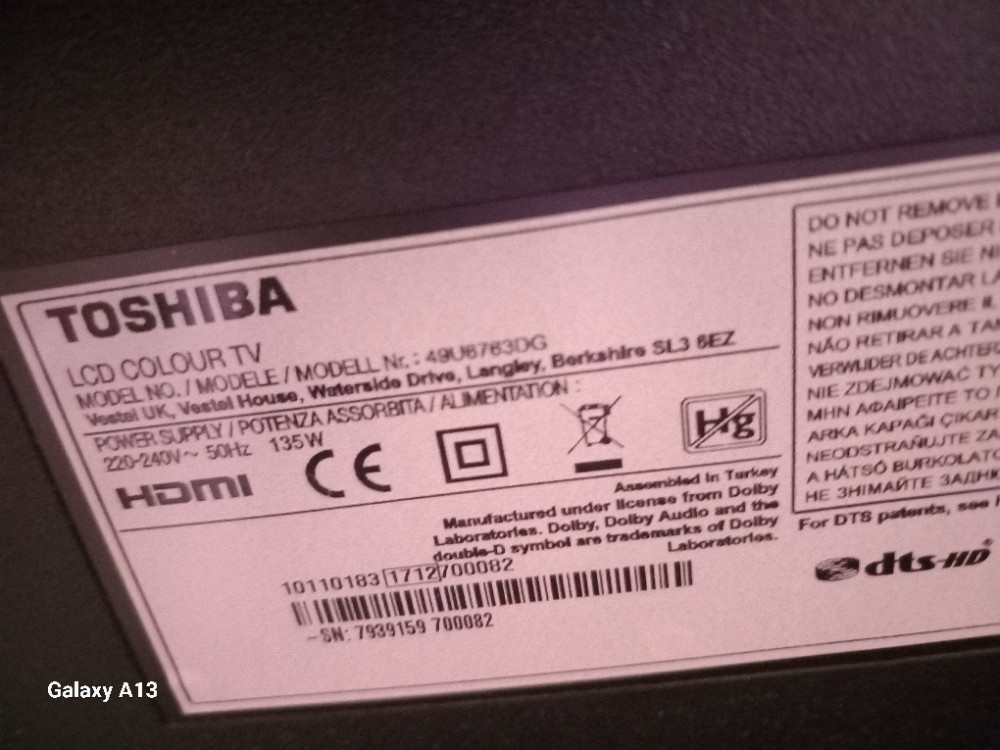 TOSHIBA
LCD COLOUR TV
MODEL NO. / MODELE / MODELL Nr. : 49U6763DG
Vestel UK, Vestel House, Waterside Drive, Langley, Berkshire SL3 6EZ
POWER SUPPLY / POTENZA ASSORBITA / ALIMENTATION :
220-240V~ 50Hz 135W
HDMI CE Hg
Assembled in Turkey
Manufactured under license from Dolby
Laboratories. Dolby, Dolby Audio and the
double-D symbol are trademarks of Dolby
Laboratories.
10110183 1712 700082
-SN: 7939159 700082
DO NOT REMOVE
NE PAS DEPOSER
ENTFERNEN SIE
NO DESMONTAR
NON RIMUOVERE IL
NÃO RETIRAR A
VERWIJDER DE
NIE ZDEJMOWAĆ
ΜΗΝ ΑΦΑΙΡΕΙΤΕ ΤΟ
ARKA KAPAĞI
NEODSTRAŇUJTE
A HÁTSÓ
НЕ ЗНІМАЙТЕ
For DTS patents, see
dts-HD
Galaxy A13